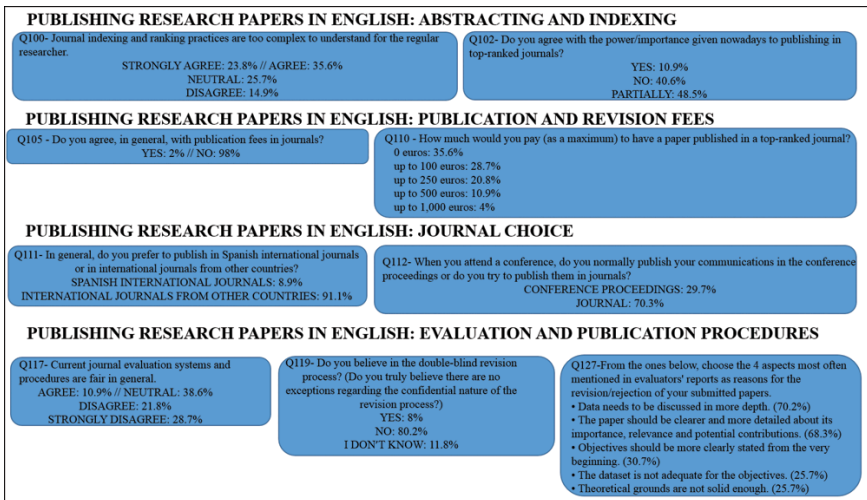 PUBLISHING RESEARCH PAPERS IN ENGLISH: ABSTRACTING AND INDEXING
Q100- Journal indexing and ranking practices are too complex to understand for the regular
researcher.
STRONGLY AGREE: 23.8% // AGREE: 35.6%
NEUTRAL: 25.7%
DISAGREE: 14.9%
Q102- Do you agree with the power/importance given nowadays to publishing in
top-ranked journals?
YES: 10.9%
NO: 40.6%
PARTIALLY: 48.5%
PUBLISHING RESEARCH PAPERS IN ENGLISH: PUBLICATION AND REVISION FEES
Q105 - Do you agree, in general, with publication fees in journals?
YES: 2% // NO: 98%
Q110 - How much would you pay (as a maximum) to have a paper published in a top-ranked journal?
0 euros: 35.6%
up to 100 euros: 28.7%
up to 250 euros: 20.8%
up to 500 euros: 10.9%
up to 1,000 euros: 4%
PUBLISHING RESEARCH PAPERS IN ENGLISH: JOURNAL CHOICE
Q111- In general, do you prefer to publish in Spanish international journals
or in international journals from other countries?
SPANISH INTERNATIONAL JOURNALS: 8.9%
INTERNATIONAL JOURNALS FROM OTHER COUNTRIES: 91.1%
Q112- When you attend a conference, do you normally publish your communications in the conference
proceedings or do you try to publish them in journals?
CONFERENCE PROCEEDINGS: 29.7%
JOURNAL: 70.3%
PUBLISHING RESEARCH PAPERS IN ENGLISH: EVALUATION AND PUBLICATION PROCEDURES
Q117- Current journal evaluation systems and
procedures are fair in general.
AGREE: 10.9% // NEUTRAL: 38.6%
DISAGREE: 21.8%
STRONGLY DISAGREE: 28.7%
Q119- Do you believe in the double-blind revision
process? (Do you truly believe there are no
exceptions regarding the confidential nature of the
revision process?)
YES: 8%
NO: 80.2%
I DON'T KNOW: 11.8%
Q127-From the ones below, choose the 4 aspects most often
mentioned in evaluators' reports as reasons for the
revision/rejection of your submitted papers.
• Data needs to be discussed in more depth. (70.2%)
• The paper should be clearer and more detailed about its
importance, relevance and potential contributions. (68.3%)
• Objectives should be more clearly stated from the very
beginning. (30.7%)
• The dataset is not adequate for the objectives. (25.7%)
• Theoretical grounds are not solid enough. (25.7%)